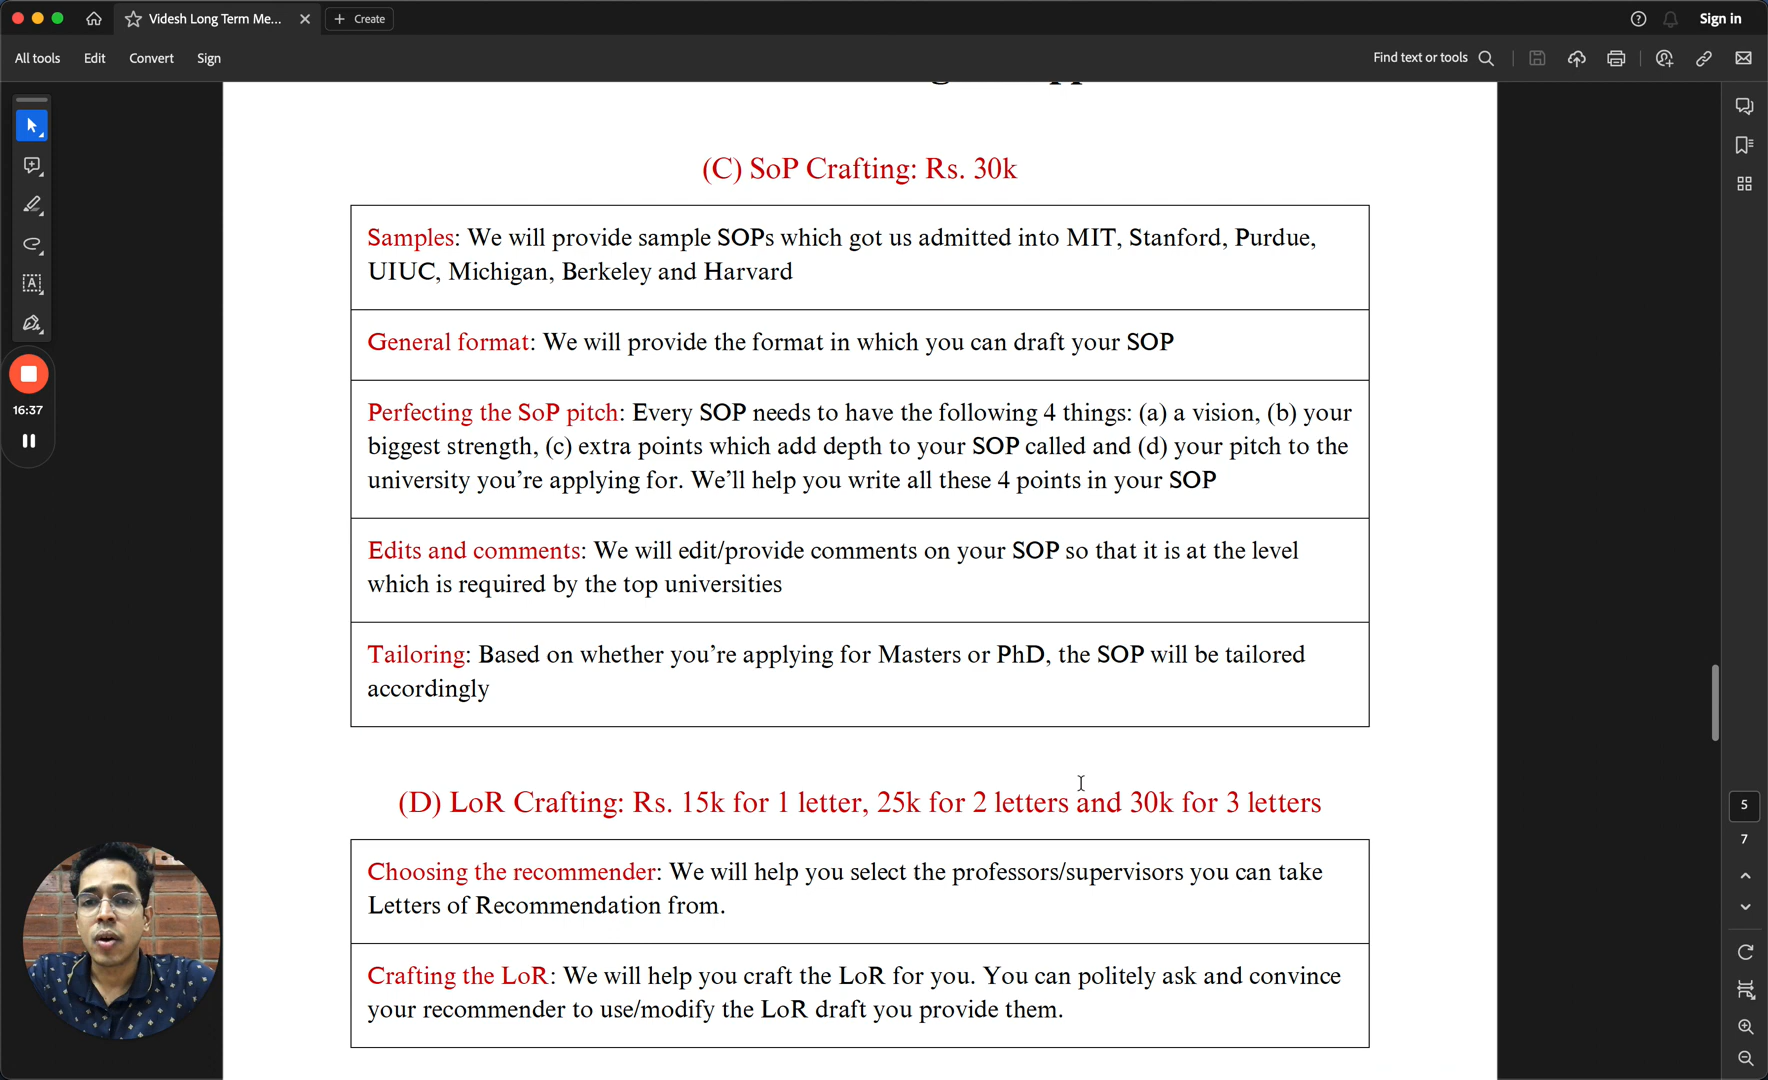 Videsh Long Term Me...
Create
Sign in
All tools
Edit
Convert
Sign
Find text or tools
(C) SoP Crafting: Rs. 30k
Samples: We will provide sample SOPs which got us admitted into MIT, Stanford, Purdue,
UIUC, Michigan, Berkeley and Harvard
General format: We will provide the format in which you can draft your SOP
Perfecting the SoP pitch: Every SOP needs to have the following 4 things: (a) a vision, (b) your
biggest strength, (c) extra points which add depth to your SOP called and (d) your pitch to the
university you're applying for. We'll help you write all these 4 points in your SOP
Edits and comments: We will edit/provide comments on your SOP so that it is at the level
which is required by the top universities
Tailoring: Based on whether you're applying for Masters or PhD, the SOP will be tailored
accordingly
(D) LoR Crafting: Rs. 15k for 1 letter, 25k for 2 letters and 30k for 3 letters
Choosing the recommender: We will help you select the professors/supervisors you can take
Letters of Recommendation from.
Crafting the LoR: We will help you craft the LoR for you. You can politely ask and convince
your recommender to use/modify the LoR draft you provide them.
16:37
5
7